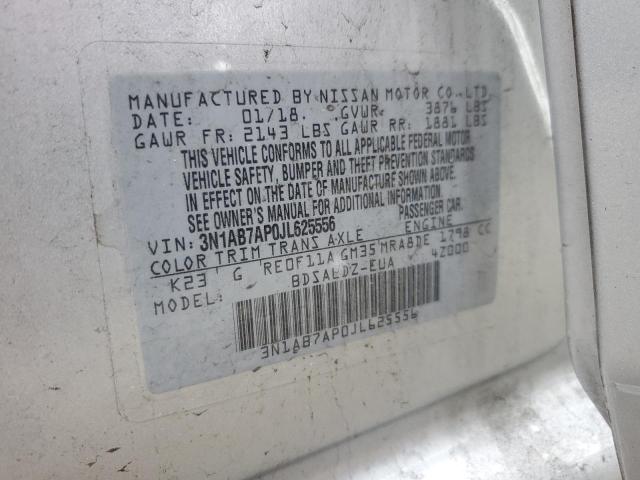 MANUFACTURED BY NISSAN MOTOR CO.,LTD.
DATE: 01/18. GVWR 3876 LBS
GAWR FR: 2143 LBS GAWR RR: 1881 LBS
THIS VEHICLE CONFORMS TO ALL APPLICABLE FEDERAL MOTOR
VEHICLE SAFETY, BUMPER AND THEFT PREVENTION STANDARDS
IN EFFECT ON THE DATE OF MANUFACTURE SHOWN ABOVE.
SEE OWNER'S MANUAL FOR ADDITIONAL INFORMATION.
VIN: 3N1AB7AP0JL625556 PASSENGER CAR.
COLOR TRIM TRANS AXLE ENGINE
K23 G RE0F11A GM35 MRA8DE 1798 CC
MODEL: 4Z000
3N1AB7AP0JL625556